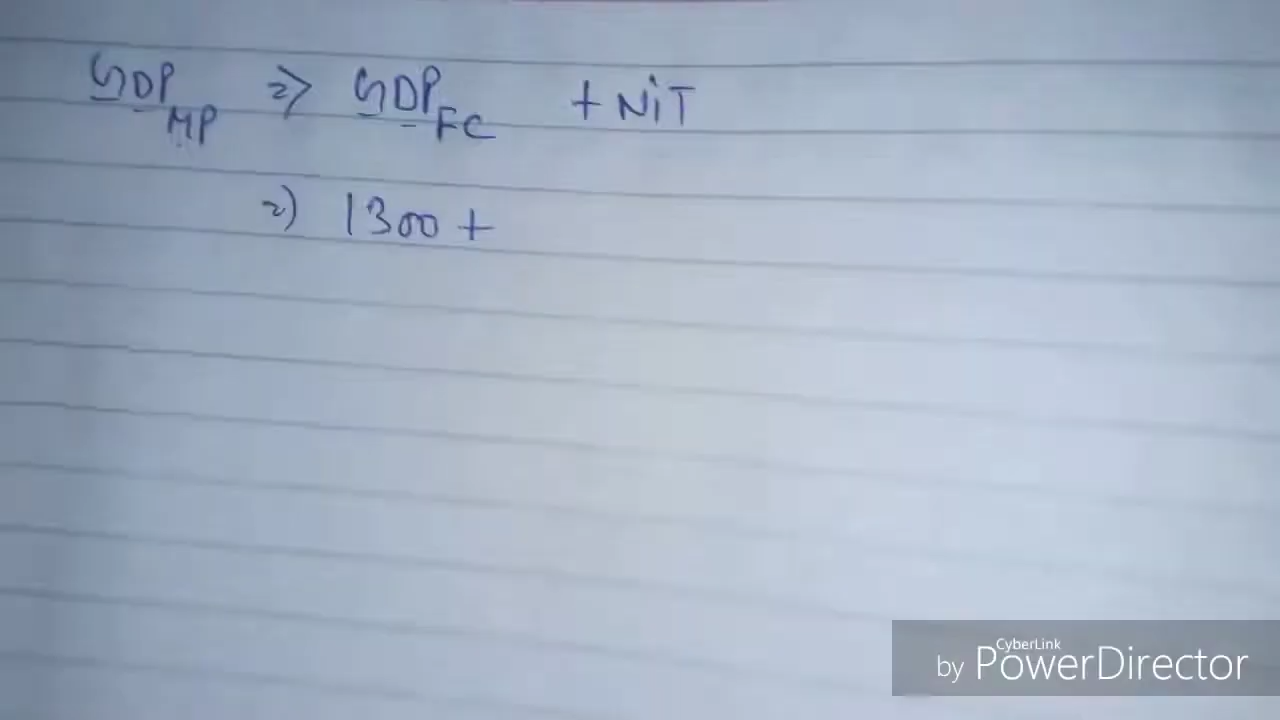 GDP MP => GDP FC + NiT
=> 1300 +
CyberLink
by PowerDirector